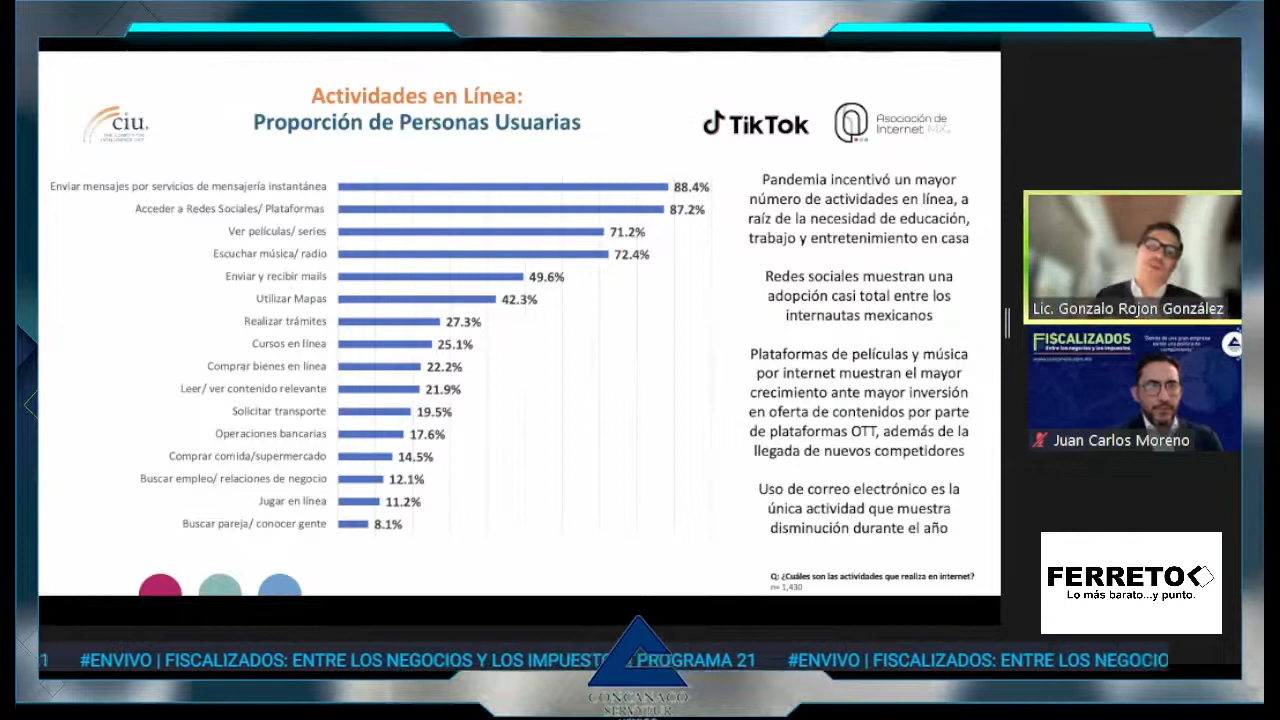 Actividades en Línea:
Proporción de Personas Usuarias
ciu.
TikTok
Asociación de
Internet MX.
Enviar mensajes por servicios de mensajería instantánea 88.4%
Acceder a Redes Sociales/ Plataformas 87.2%
Ver películas/ series 71.2%
Escuchar música/ radio 72.4%
Enviar y recibir mails 49.6%
Utilizar Mapas 42.3%
Realizar trámites 27.3%
Cursos en línea 25.1%
Comprar bienes en línea 22.2%
Leer/ ver contenido relevante 21.9%
Solicitar transporte 19.5%
Operaciones bancarias 17.6%
Comprar comida/supermercado 14.5%
Buscar empleo/ relaciones de negocio 12.1%
Jugar en línea 11.2%
Buscar pareja/ conocer gente 8.1%
Pandemia incentivó un mayor
número de actividades en línea, a
raíz de la necesidad de educación,
trabajo y entretenimiento en casa
Redes sociales muestran una
adopción casi total entre los
internautas mexicanos
Plataformas de películas y música
por internet muestran el mayor
crecimiento ante mayor inversión
en oferta de contenidos por parte
de plataformas OTT, además de la
llegada de nuevos competidores
Uso de correo electrónico es la
única actividad que muestra
disminución durante el año
Q: ¿Cuáles son las actividades que realiza en internet?
n= 1,430
Lic. Gonzalo Rojon González
FISCALIZADOS
Entre los negocios y los impuestos
Juan Carlos Moreno
FERRETO
Lo más barato...y punto.
1 #ENVIVO | FISCALIZADOS: ENTRE LOS NEGOCIOS Y LOS IMPUESTO PROGRAMA 21 #ENVIVO | FISCALIZADOS: ENTRE LOS NEGOCIO
CONCANACO
SERVYTUR